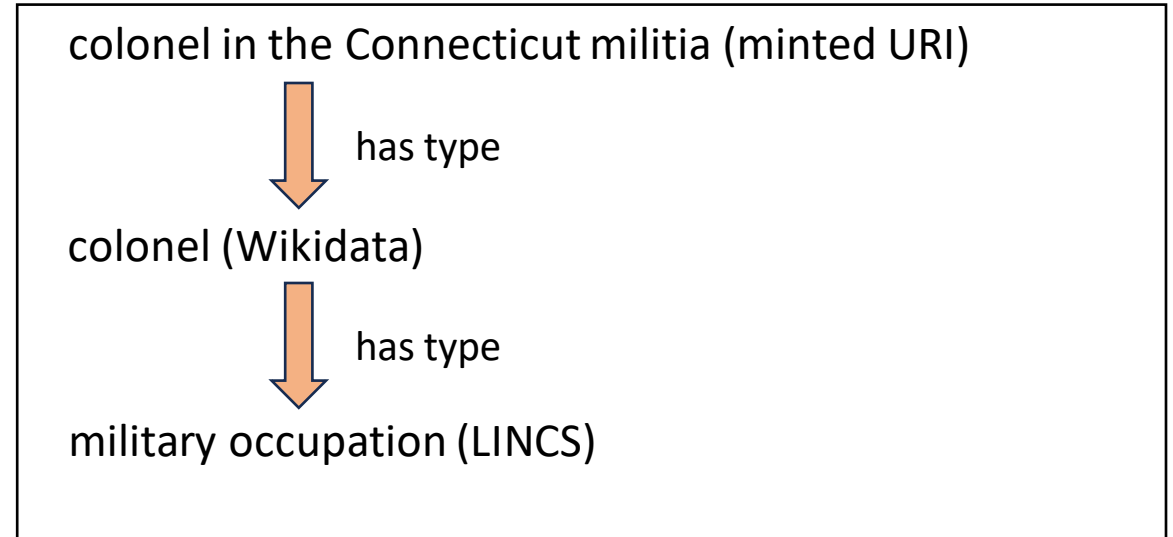 colonel in the Connecticut militia (minted URI)
has type
colonel (Wikidata)
has type
military occupation (LINCS)